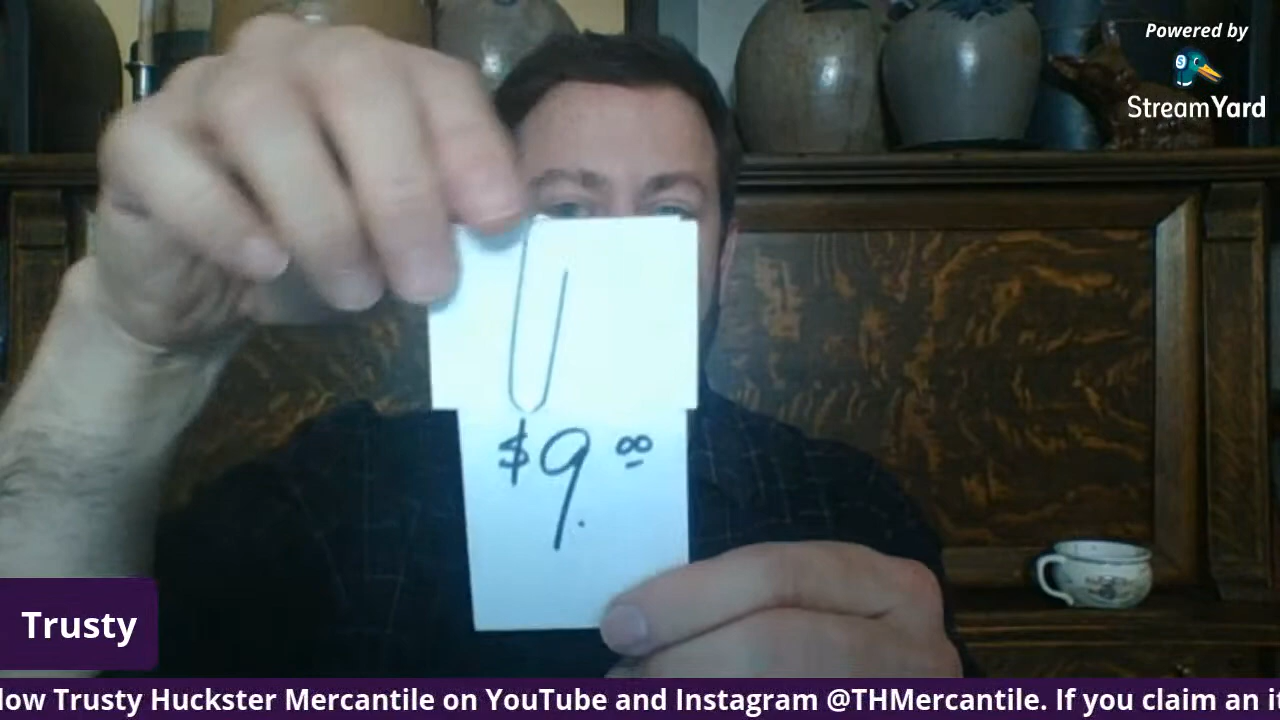 Powered by
StreamYard
$9.00
Trusty
low Trusty Huckster Mercantile on YouTube and Instagram @THMercantile. If you claim an it